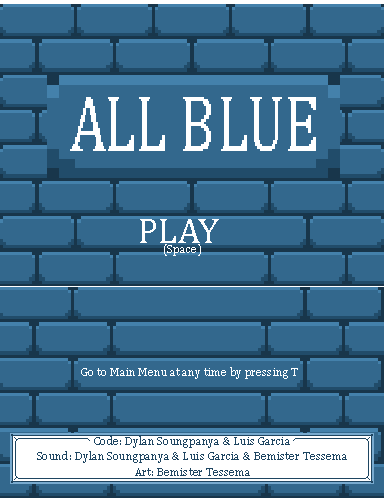 ALL BLUE
PLAY
(Space)
Go to Main Menu at any time by pressing T
Code: Dylan Soungpanya & Luis Garcia
Sound: Dylan Soungpanya & Luis Garcia & Bemister Tessema
Art: Bemister Tessema